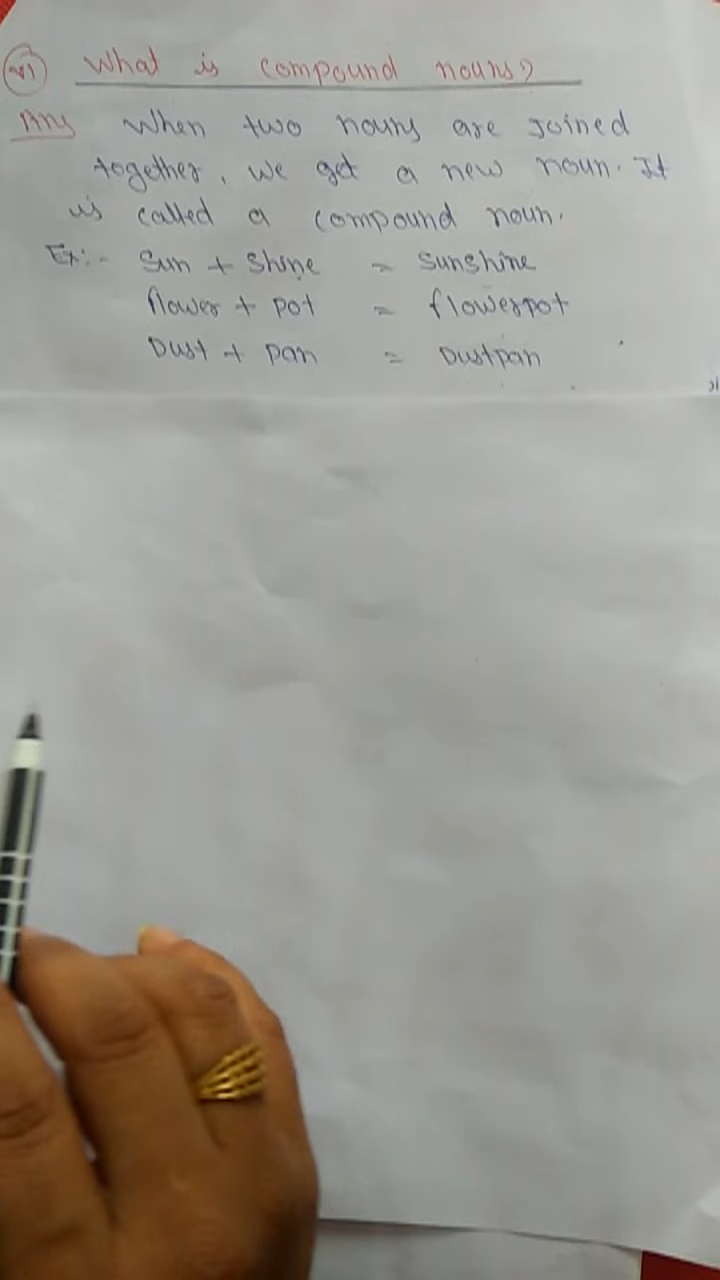 What is compound nouns?
Ans When two nouns are Joined
together, we get a new noun. It
is called a compound noun.
Ex:- Sun + Shine = Sunshine
flower + pot = flowerpot
Dust + pan = Dustpan